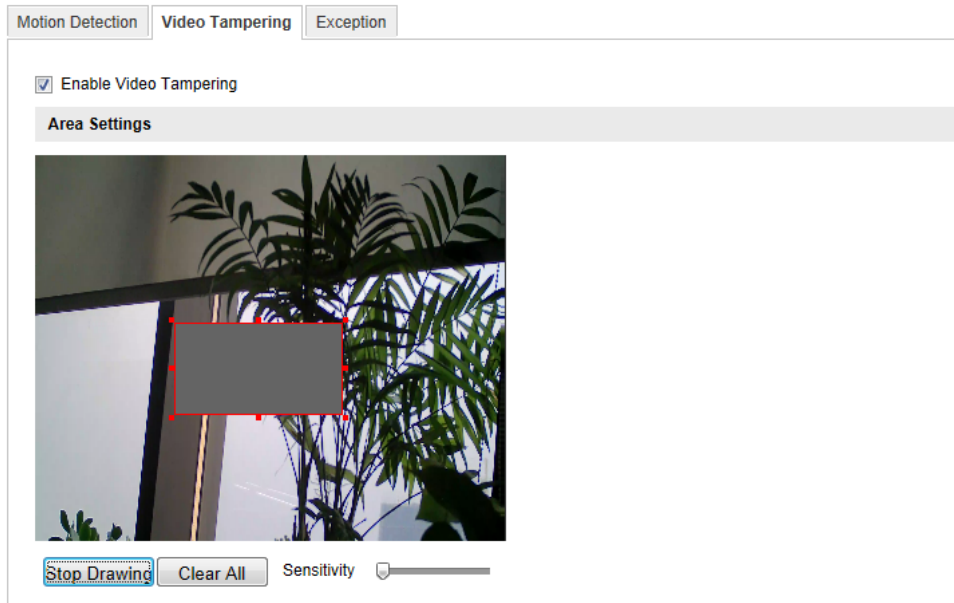 Motion Detection Video Tampering Exception
Enable Video Tampering
Area Settings
Stop Drawing Clear All Sensitivity